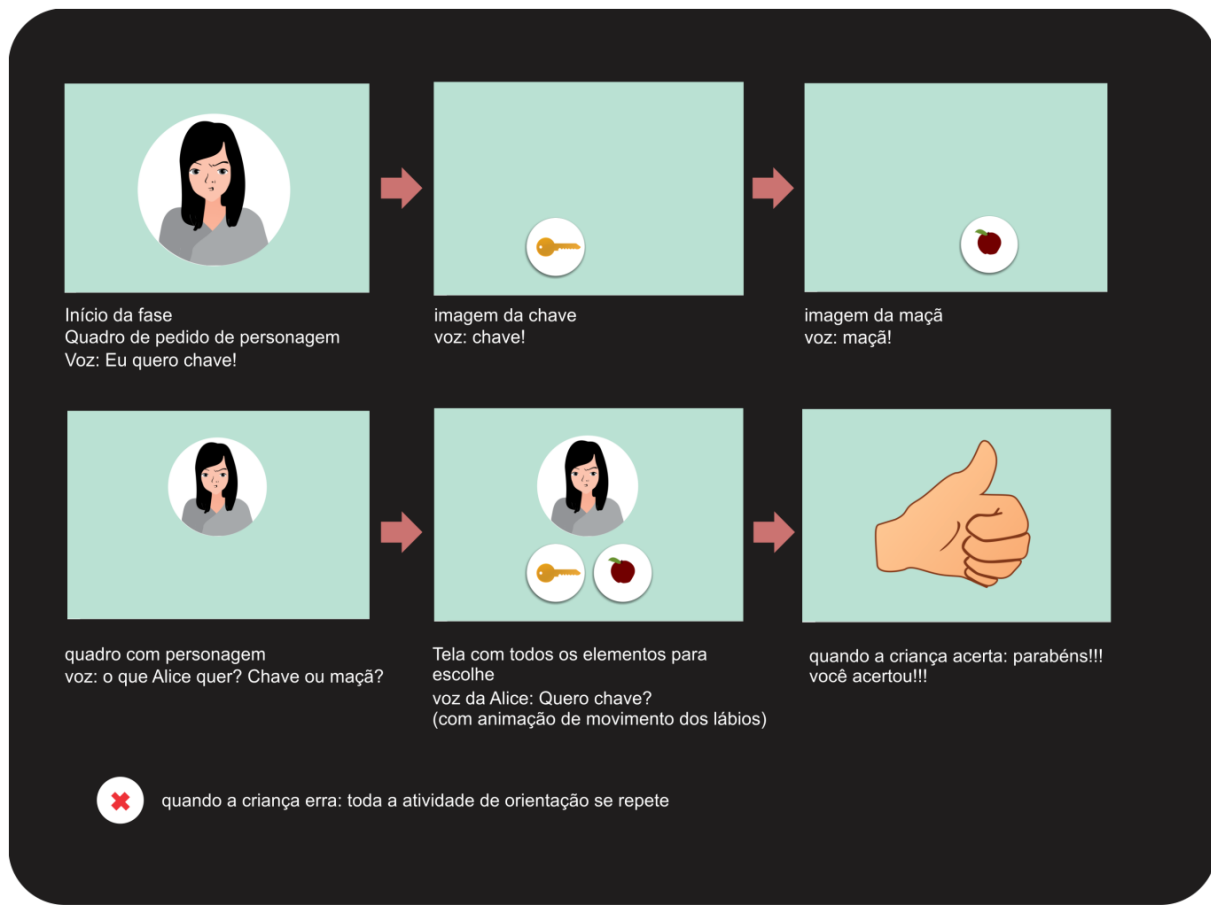 Início da fase
Quadro de pedido de personagem
Voz: Eu quero chave!
imagem da chave
voz: chave!
imagem da maçã
voz: maçã!
quadro com personagem
voz: o que Alice quer? Chave ou maçã?
Tela com todos os elementos para
escolhe
voz da Alice: Quero chave?
(com animação de movimento dos lábios)
quando a criança acerta: parabéns!!!
você acertou!!!
quando a criança erra: toda a atividade de orientação se repete